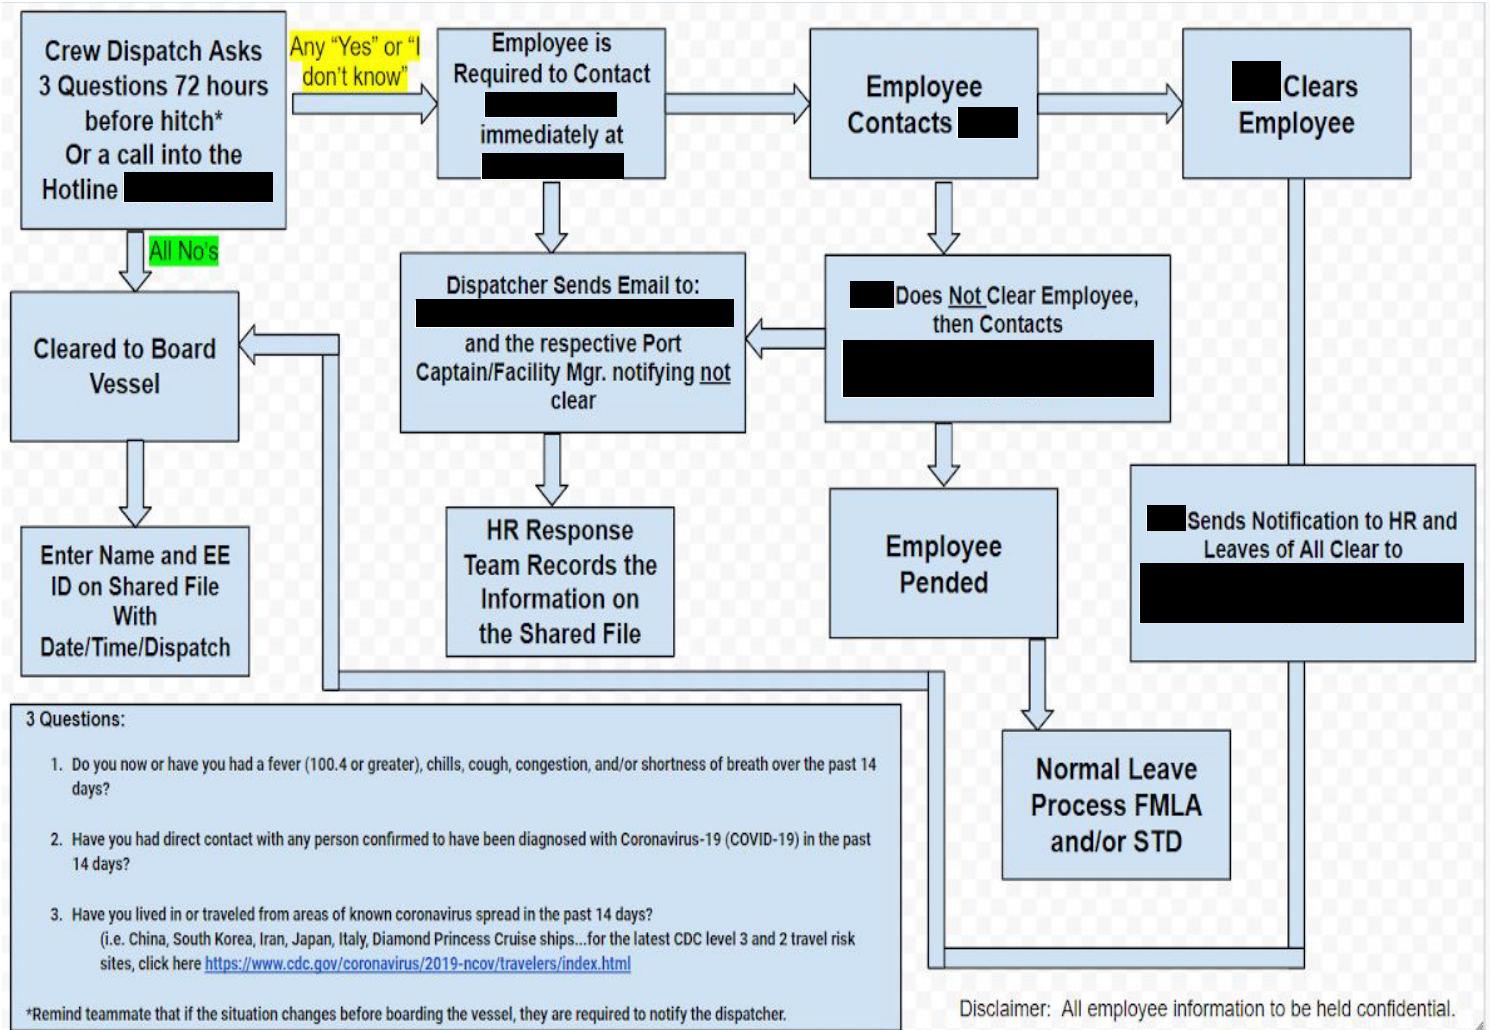 Crew Dispatch Asks
3 Questions 72 hours
before hitch*
Or a call into the
Hotline
Any “Yes” or “I
don’t know”
Employee is
Required to Contact
immediately at
Employee
Contacts
Clears
Employee
All No’s
Cleared to Board
Vessel
Dispatcher Sends Email to:
and the respective Port
Captain/Facility Mgr. notifying not
clear
Does Not Clear Employee,
then Contacts
Enter Name and EE
ID on Shared File
With
Date/Time/Dispatch
HR Response
Team Records the
Information on
the Shared File
Employee
Pended
Sends Notification to HR and
Leaves of All Clear to
Normal Leave
Process FMLA
and/or STD
3 Questions:
1. Do you now or have you had a fever (100.4 or greater), chills, cough, congestion, and/or shortness of breath over the past 14
days?
2. Have you had direct contact with any person confirmed to have been diagnosed with Coronavirus-19 (COVID-19) in the past
14 days?
3. Have you lived in or traveled from areas of known coronavirus spread in the past 14 days?
(i.e. China, South Korea, Iran, Japan, Italy, Diamond Princess Cruise ships...for the latest CDC level 3 and 2 travel risk
sites, click here https://www.cdc.gov/coronavirus/2019-ncov/travelers/index.html
*Remind teammate that if the situation changes before boarding the vessel, they are required to notify the dispatcher.
Disclaimer: All employee information to be held confidential.